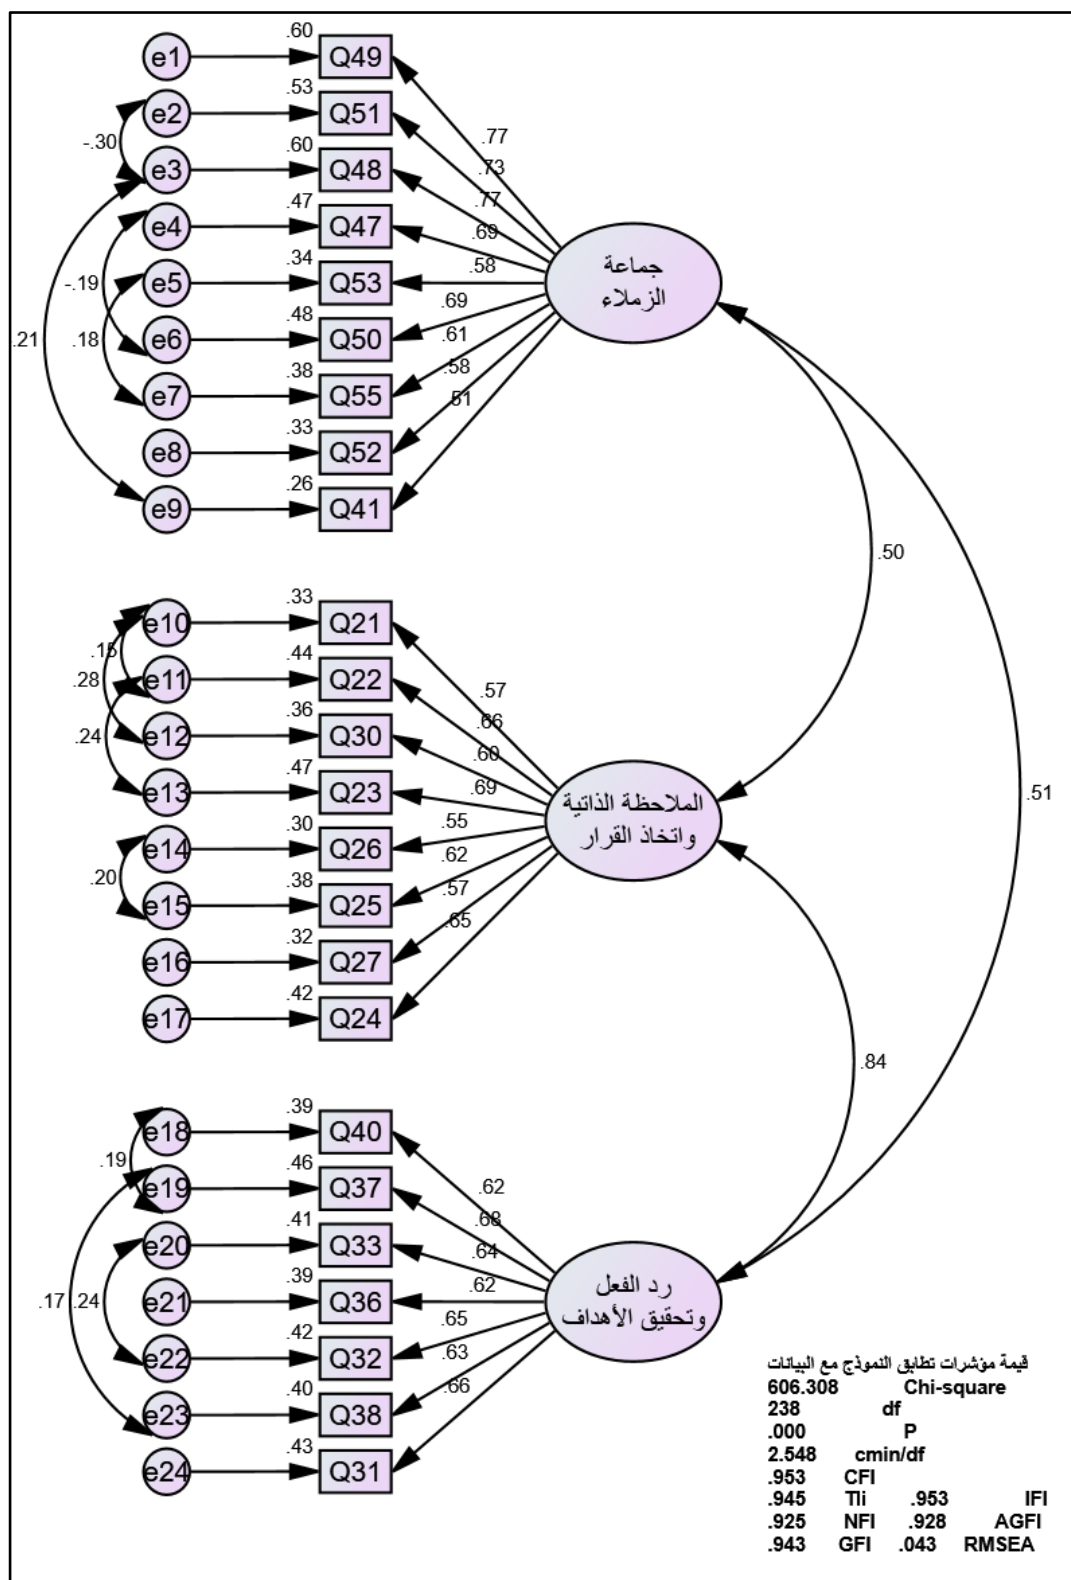 .60
e1 Q49
.53
e2 Q51
.77
-.30
.60
.73
e3 Q48
.77
.47
e4 Q47
.69
.34
.58
جماعة
الزملاء
-.19
e5 Q53
.69
.48
.21
.18
e6 Q50
.61
.38
.58
e7 Q55
.51
.33
e8 Q52
.26
e9 Q41
.50
.33
e10 Q21
.15
.44
.28
e11 Q22
.57
.36
.66
.24
e12 Q30
.60
.47
.69
e13 Q23
الملاحظة الذاتية
واتخاذ القرار
.51
.30
.55
e14 Q26
.62
.20
.38
.57
e15 Q25
.65
.32
e16 Q27
.42
e17 Q24
.84
.39
e18 Q40
.19
.46
e19 Q37
.62
.41
.68
e20 Q33
.64
.39
.62
رد الفعل
وتحقيق الأهداف
.17
.24
e21 Q36
.65
.42
.63
e22 Q32
.66
.40
e23 Q38
.43
e24 Q31
قيمة مؤشرات تطابق النموذج مع البيانات
606.308 Chi-square
238 df
.000 P
2.548 cmin/df
.953 CFI
.945 Tli .953 IFI
.925 NFI .928 AGFI
.943 GFI .043 RMSEA